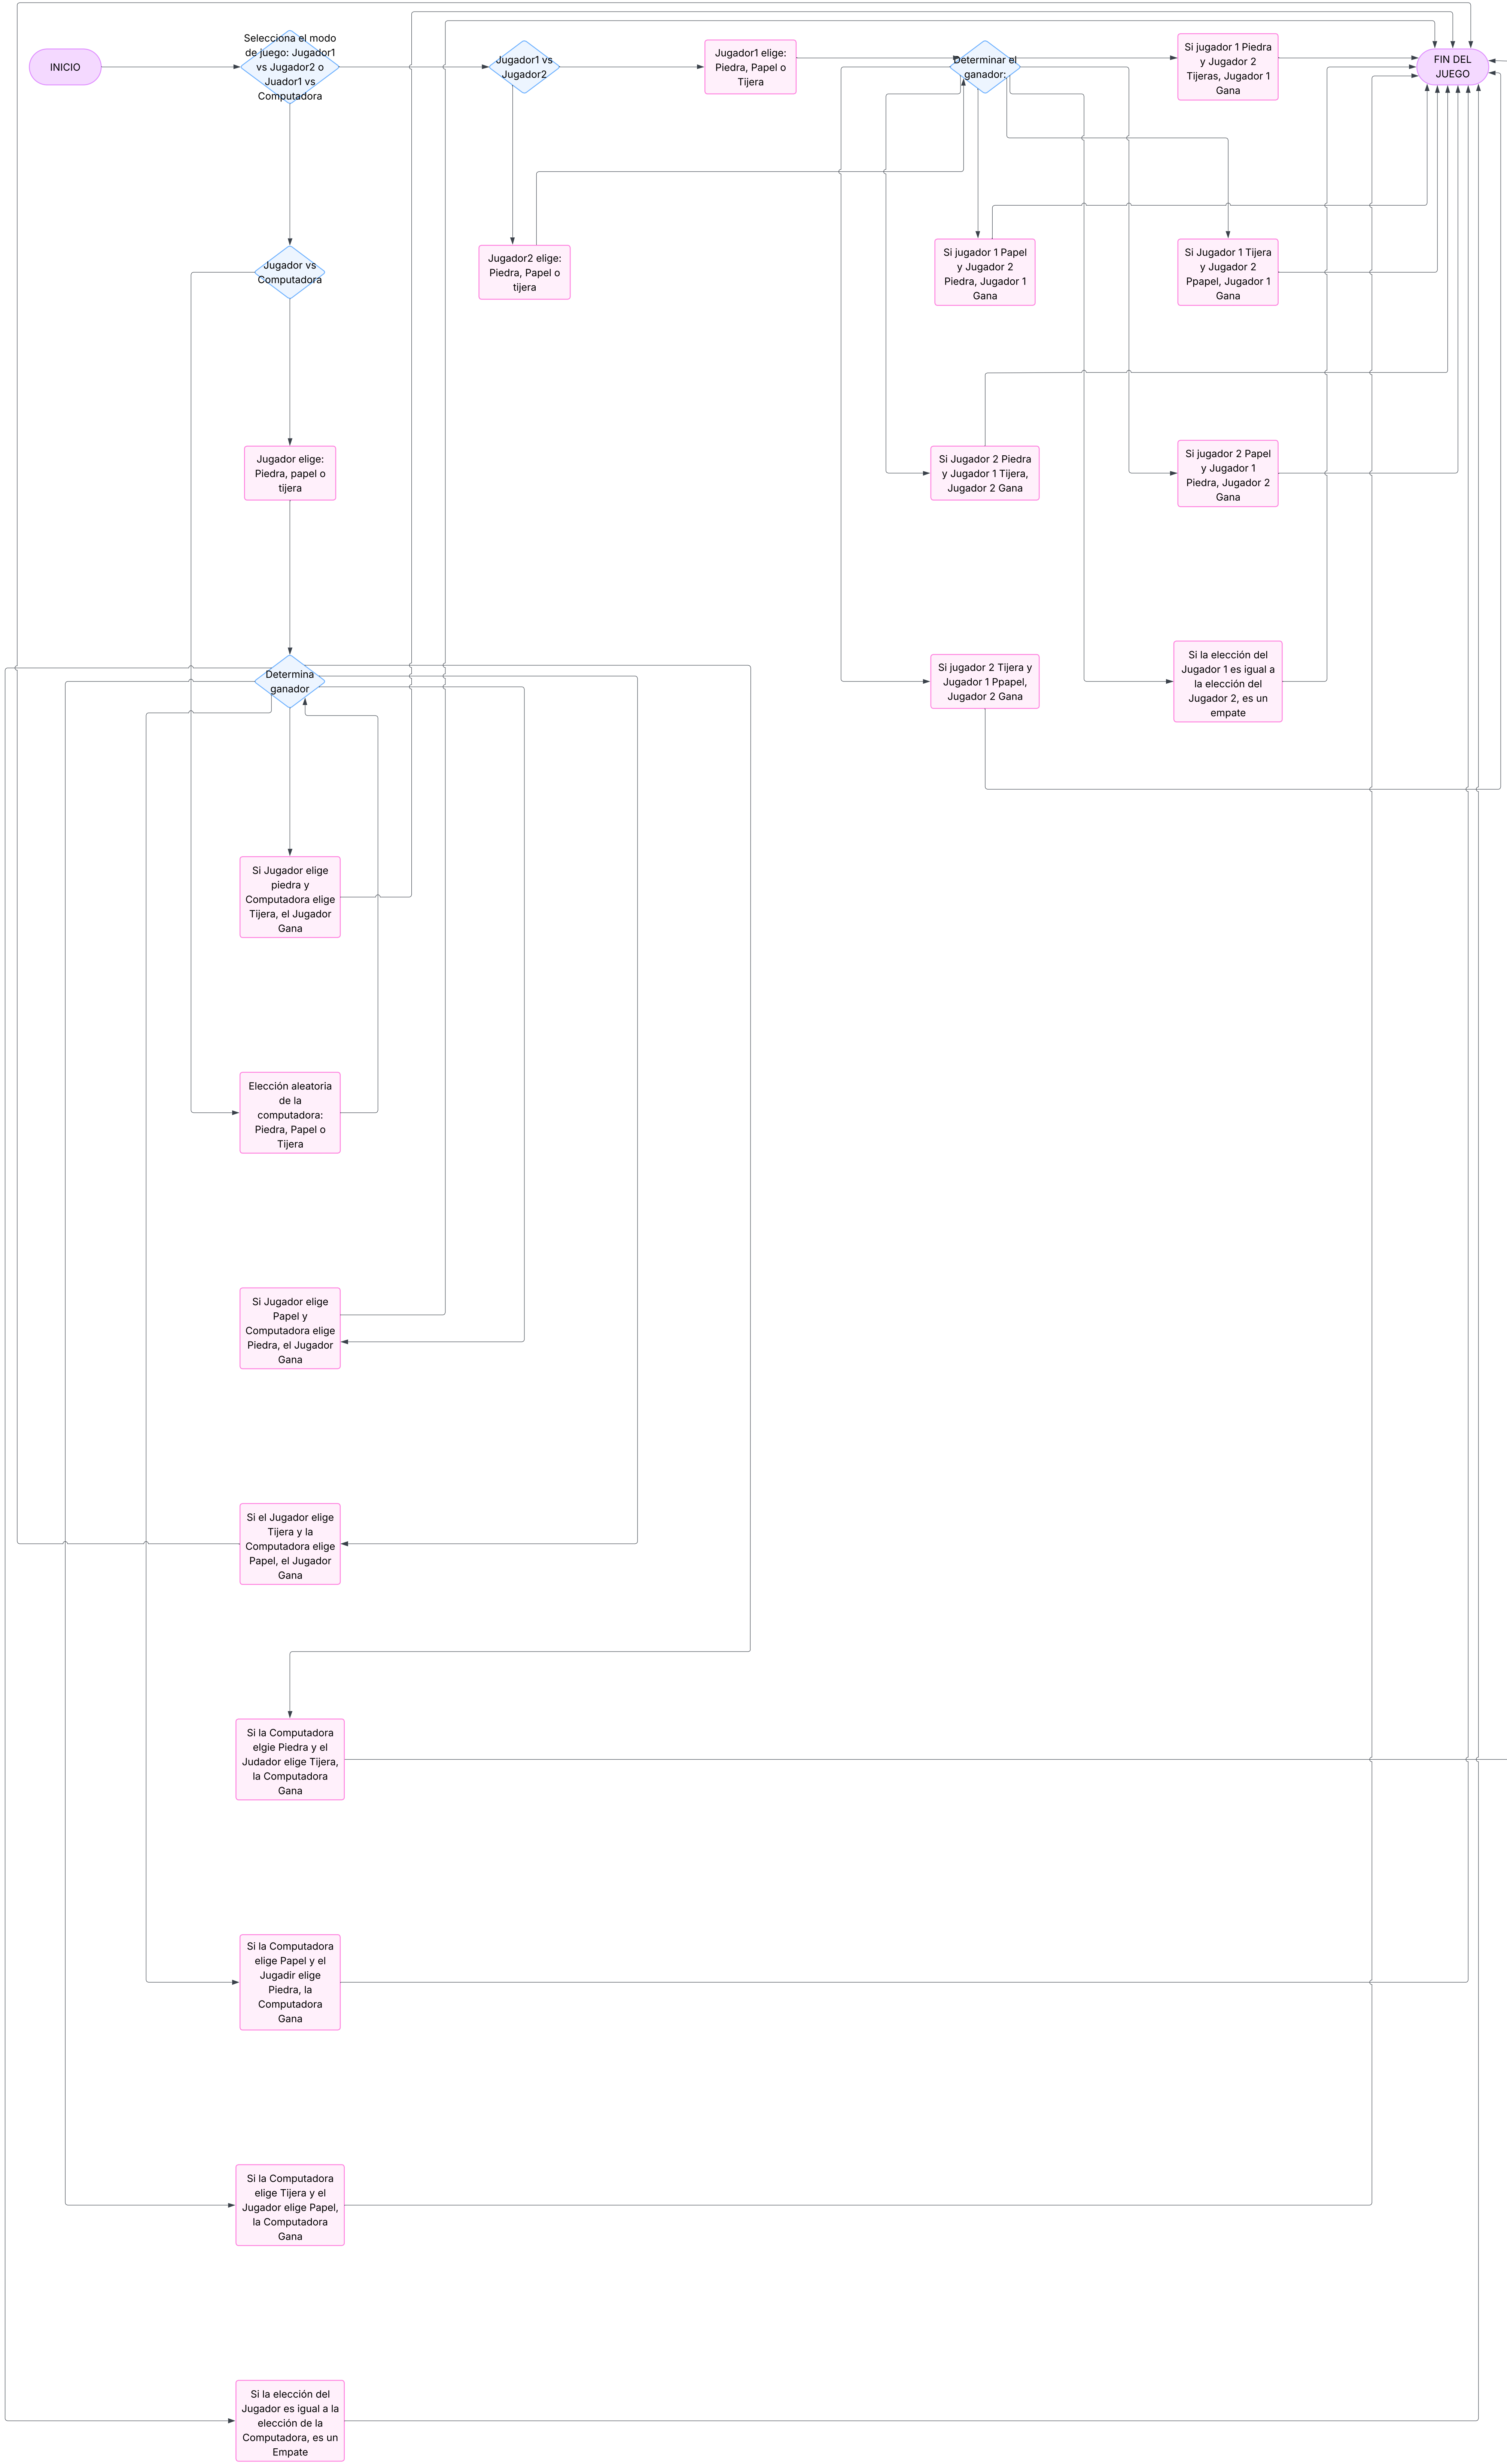 INICIO
Selecciona el modo
de juego: Jugador1
vs Jugador2 o
Juador1 vs
Computadora
Jugador1 vs
Jugador2
Jugador1 elige:
Piedra, Papel o
Tijera
Determinar el
ganador:
Si jugador 1 Piedra
y Jugador 2
Tijeras, Jugador 1
Gana
FIN DEL
JUEGO
Jugador vs
Computadora
Jugador2 elige:
Piedra, Papel o
tijera
Si jugador 1 Papel
y Jugador 2
Piedra, Jugador 1
Gana
Si Jugador 1 Tijera
y Jugador 2
Ppapel, Jugador 1
Gana
Jugador elige:
Piedra, papel o
tijera
Si Jugador 2 Piedra
y Jugador 1 Tijera,
Jugador 2 Gana
Si jugador 2 Papel
y Jugador 1
Piedra, Jugador 2
Gana
Determina
ganador
Si jugador 2 Tijera y
Jugador 1 Ppapel,
Jugador 2 Gana
Si la elección del
Jugador 1 es igual a
la elección del
Jugador 2, es un
empate
Si Jugador elige
piedra y
Computadora elige
Tijera, el Jugador
Gana
Elección aleatoria
de la
computadora:
Piedra, Papel o
Tijera
Si Jugador elige
Papel y
Computadora elige
Piedra, el Jugador
Gana
Si el Jugador elige
Tijera y la
Computadora elige
Papel, el Jugador
Gana
Si la Computadora
elgie Piedra y el
Judador elige Tijera,
la Computadora
Gana
Si la Computadora
elige Papel y el
Jugadir elige
Piedra, la
Computadora
Gana
Si la Computadora
elige Tijera y el
Jugador elige Papel,
la Computadora
Gana
Si la elección del
Jugador es igual a la
elección de la
Computadora, es un
Empate